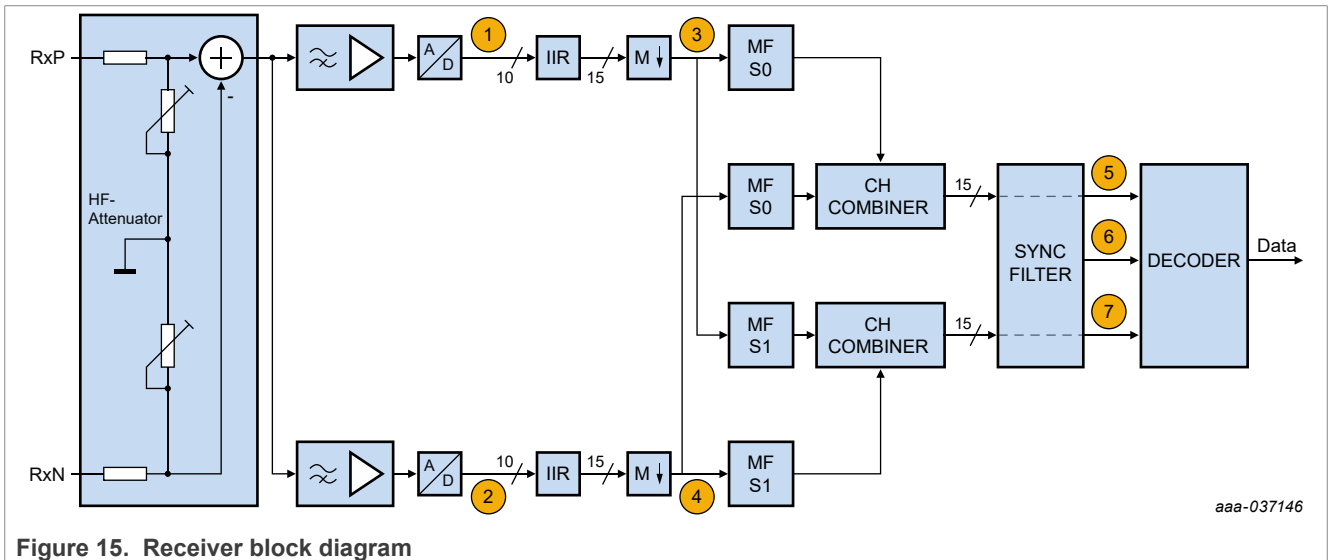 RxP
HF-
Attenuator
RxN
+
-
A
D
1
10
IIR
15
M ↓
3
MF
S0
MF
S0
CH
COMBINER
15
SYNC
FILTER
5
6
7
DECODER
Data
MF
S1
CH
COMBINER
15
A
D
2
10
IIR
15
M ↓
4
MF
S1
aaa-037146
Figure 15. Receiver block diagram